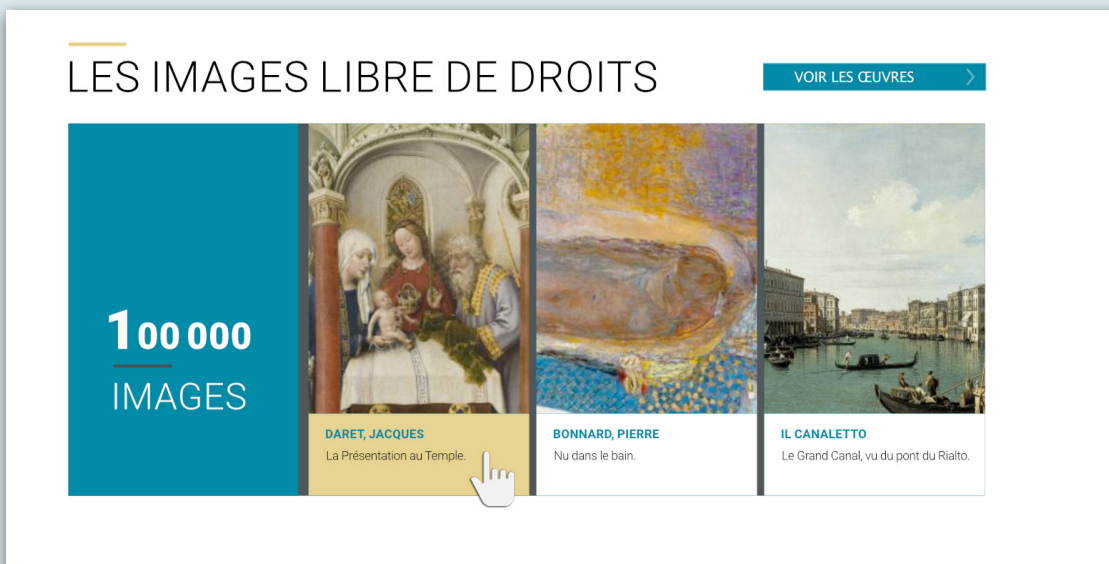 LES IMAGES LIBRE DE DROITS
VOIR LES ŒUVRES
100 000
IMAGES
DARET, JACQUES
La Présentation au Temple.
BONNARD, PIERRE
Nu dans le bain.
IL CANALETTO
Le Grand Canal, vu du pont du Rialto.